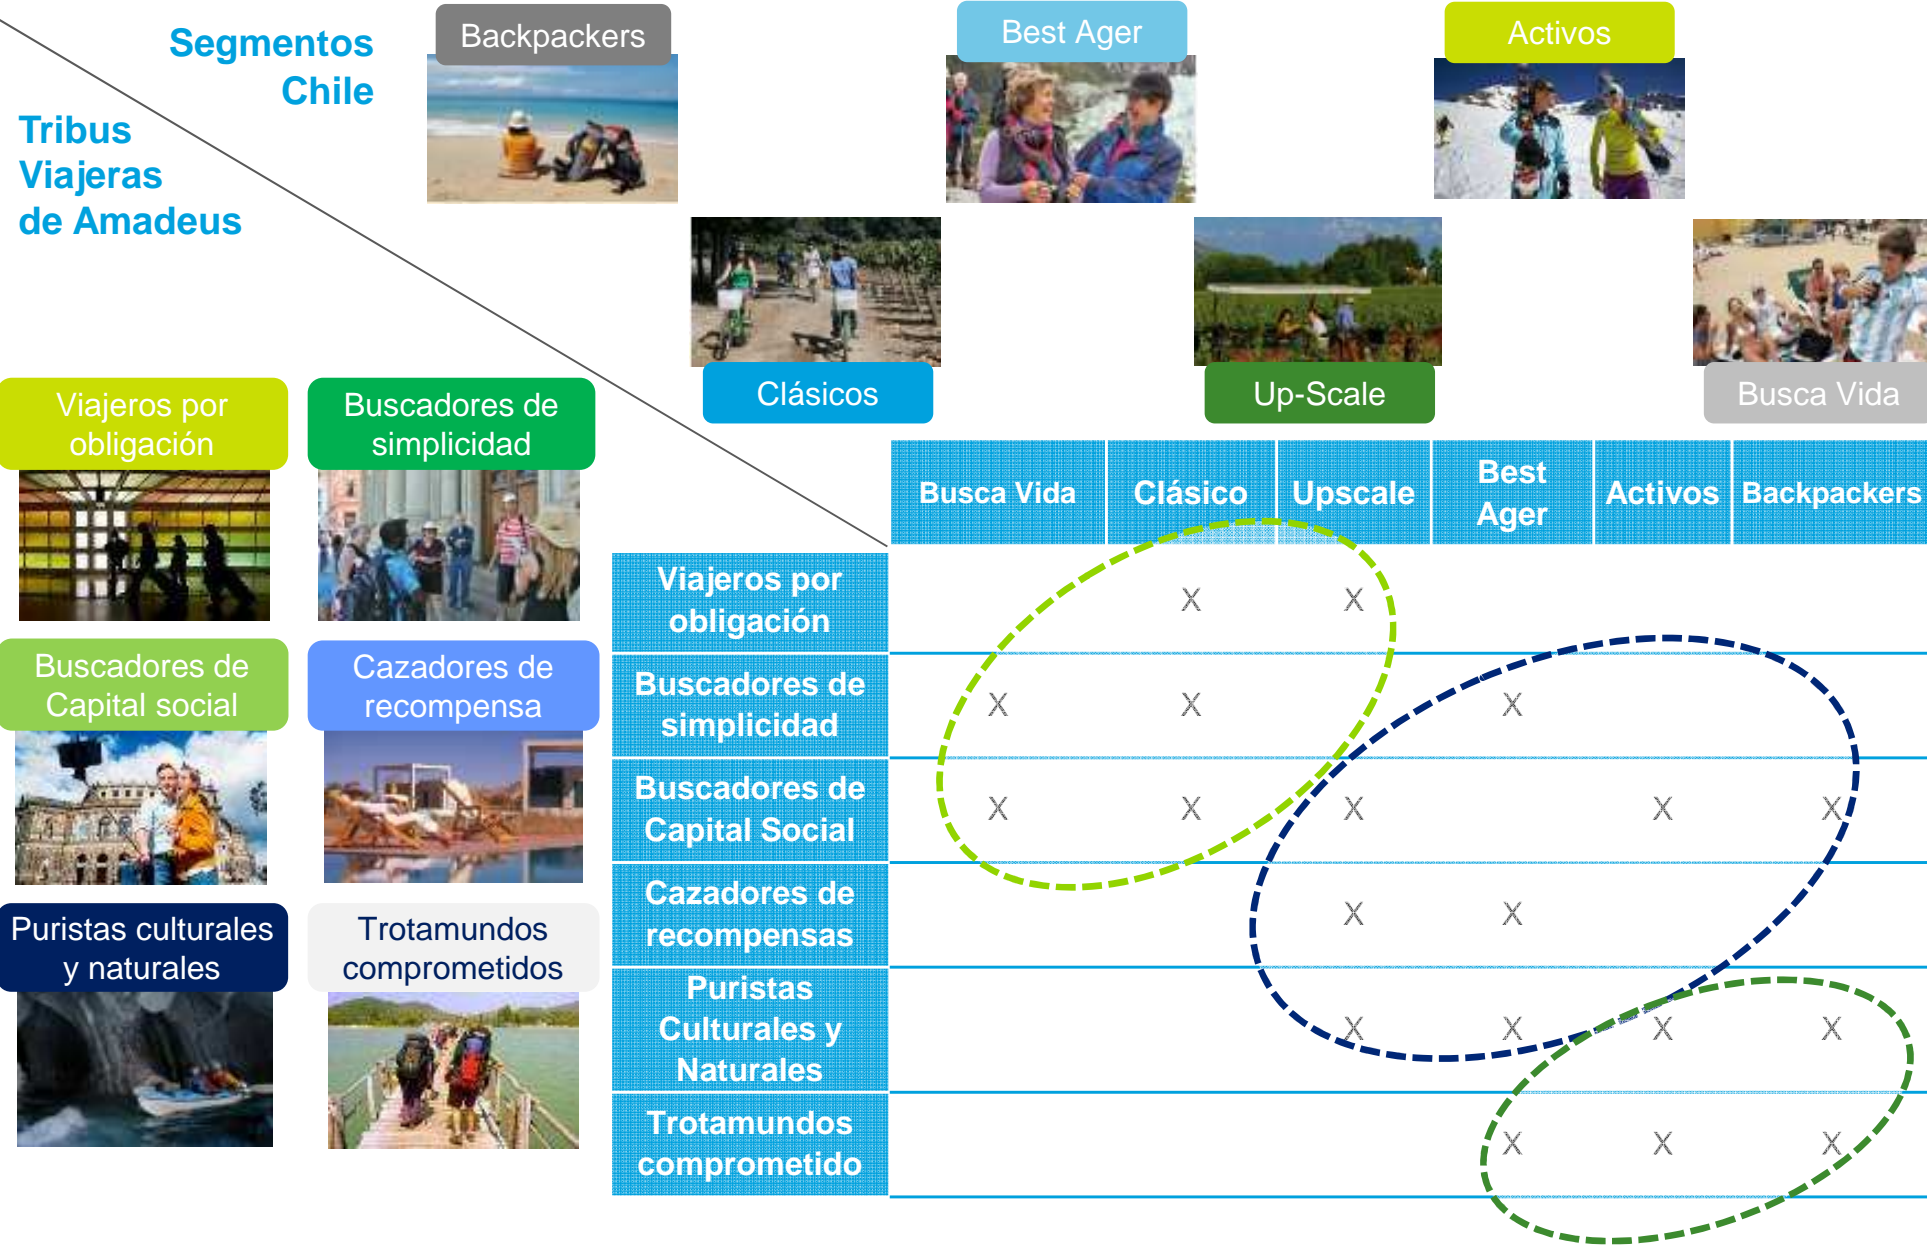 Segmentos
Chile
Tribus
Viajeras
de Amadeus
Backpackers
Best Ager
Activos
Clásicos
Up-Scale
Busca Vida
Viajeros por
obligación
Buscadores de
simplicidad
Buscadores de
Capital social
Cazadores de
recompensa
Puristas culturales
y naturales
Trotamundos
comprometidos
Busca Vida
Clásico
Upscale
Best
Ager
Activos
Backpackers
Viajeros por
obligación
X X
Buscadores de
simplicidad
X X X
Buscadores de
Capital Social
X X X X X
Cazadores de
recompensas
X X
Puristas
Culturales y
Naturales
X X X X
Trotamundos
comprometido
X X X